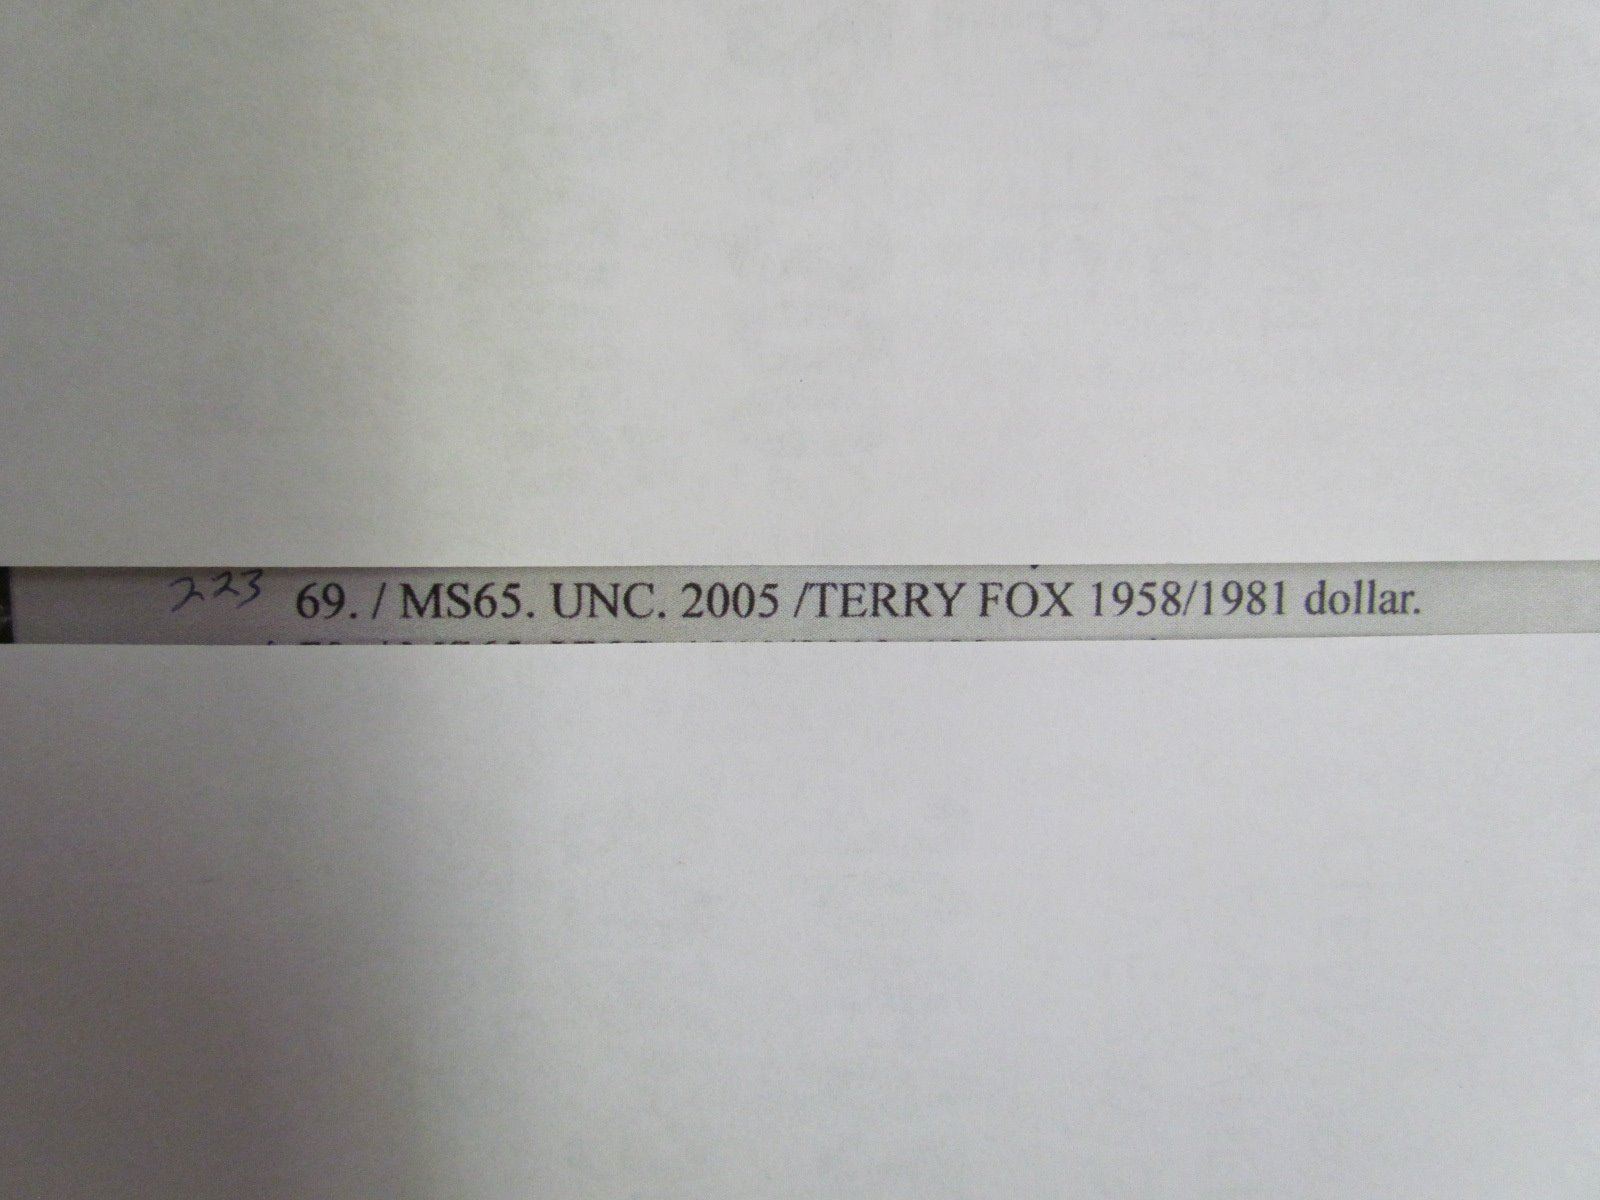 223 69. / MS65. UNC. 2005 /TERRY FOX 1958/1981 dollar.